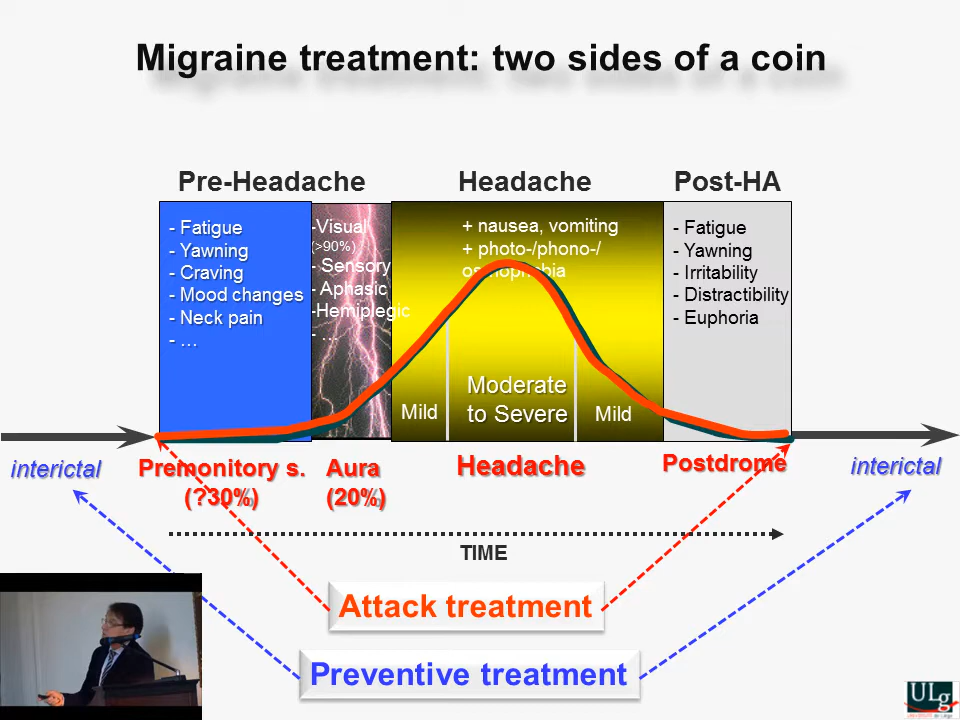 Migraine treatment: two sides of a coin
Pre-Headache
Headache
Post-HA
- Fatigue
- Yawning
- Craving
- Mood changes
- Neck pain
- …
-Visual
(>90%)
- Sensory
- Aphasic
-Hemiplegic
- …
+ nausea, vomiting
+ photo-/phono-/
osmophobia
- Fatigue
- Yawning
- Irritability
- Distractibility
- Euphoria
Mild
Moderate
to Severe
Mild
interictal
Premonitory s.
(?30%)
Aura
(20%)
Headache
Postdrome
interictal
TIME
Attack treatment
Preventive treatment
ULg